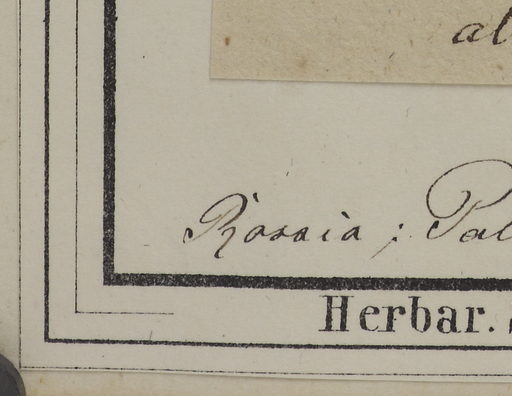 al
Rossia ; Pal
Herbar.